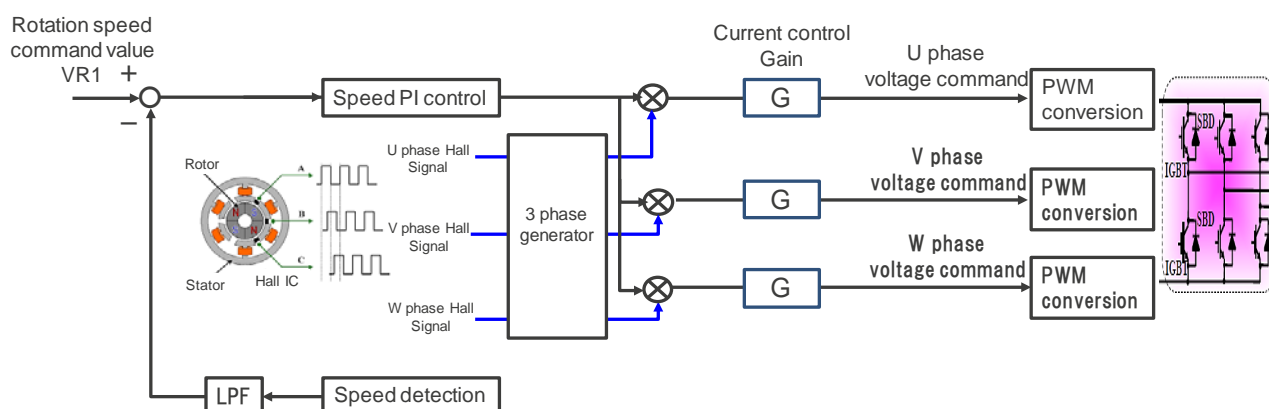 Rotation speed
command value
VR1
+
−
Speed PI control
Current control
Gain
G
U phase
voltage command
PWM
conversion
SBD
IGBT
U phase Hall
Signal
Rotor
A
N
B
N
C
Stator
Hall IC
V phase Hall
Signal
3 phase
generator
G
V phase
voltage command
PWM
conversion
SBD
IGBT
W phase Hall
Signal
G
W phase
voltage command
PWM
conversion
LPF
Speed detection